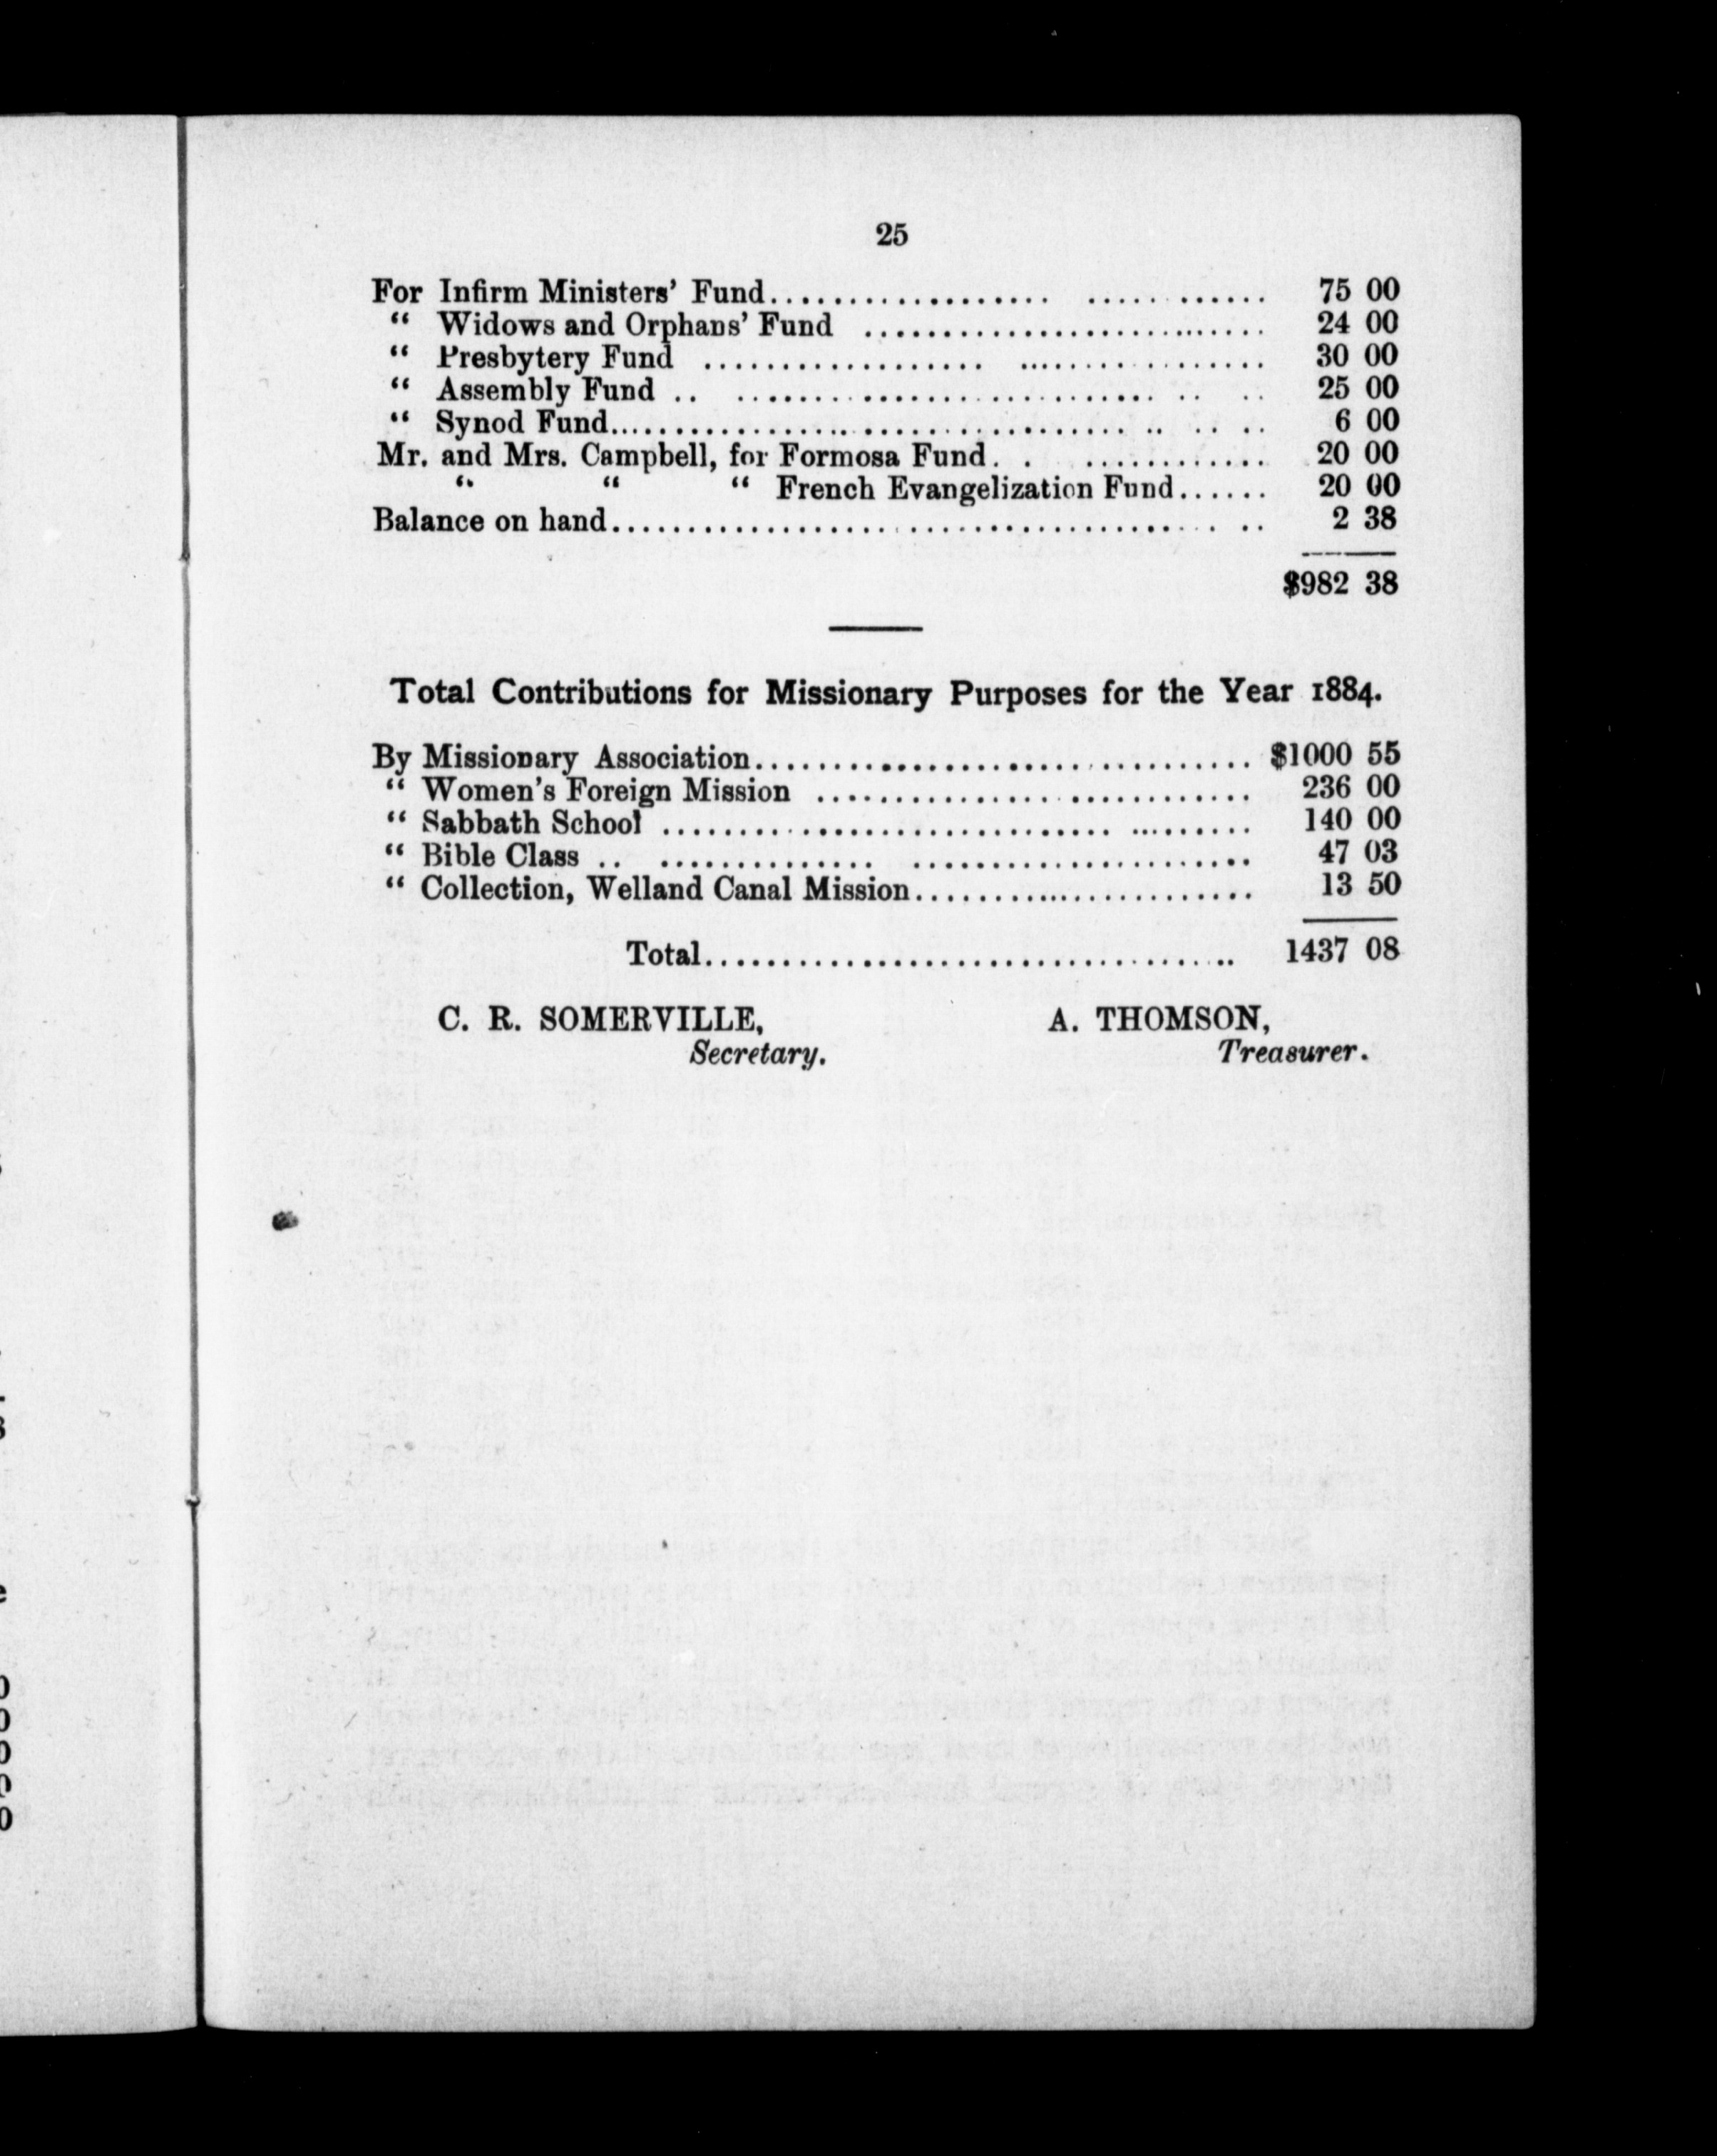 25
For Infirm Ministers' Fund.................. ............ 75 00
" Widows and Orphans' Fund .......................... 24 00
" Presbytery Fund .................. ................ 30 00
" Assembly Fund .. ........................... .. .. 25 00
" Synod Fund................................. .. .. .. 6 00
Mr. and Mrs. Campbell, for Formosa Fund. . ............ 20 00
" " " French Evangelization Fund...... 20 00
Balance on hand...................................... .. 2 38
$982 38
Total Contributions for Missionary Purposes for the Year 1884.
By Missionary Association................................ $1000 55
" Women's Foreign Mission ............................ 236 00
" Sabbath School ............................. ........ 140 00
" Bible Class .. .............. ...................... 47 03
" Collection, Welland Canal Mission...................... 13 50
Total.................................. 1437 08
C. R. SOMERVILLE, A. THOMSON,
Secretary. Treasurer.